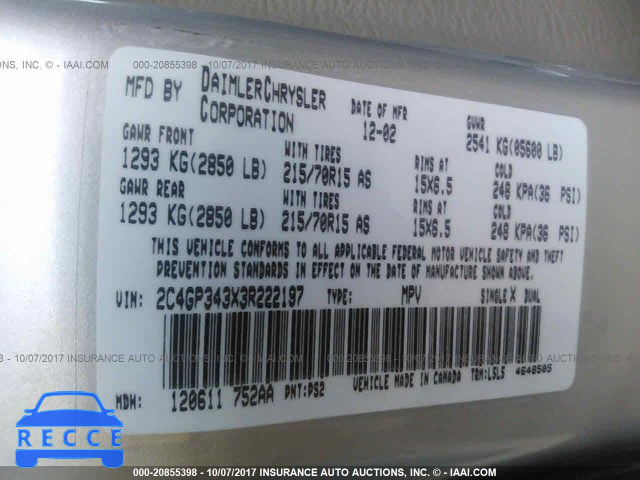 000-20855398 - 10/07/2017 INSURANCE AUTO AUCTIONS, INC. - ©IAAI.COM
MFD BY DAIMLERCHRYSLER CORPORATION DATE OF MFR 12-02 GVWR 2541 KG(05600 LB)
GAWR FRONT WITH TIRES RIMS AT COLD
1293 KG(2850 LB) 215/70R15 AS 15X6.5 248 KPA(36 PSI)
GAWR REAR WITH TIRES RIMS AT COLD
1293 KG(2850 LB) 215/70R15 AS 15X6.5 248 KPA(36 PSI)
THIS VEHICLE CONFORMS TO ALL APPLICABLE FEDERAL MOTOR VEHICLE SAFETY AND THEFT
PREVENTION STANDARDS IN EFFECT ON THE DATE OF MANUFACTURE SHOWN ABOVE.
VIN: 2C4GP343X3R222197 TYPE: MPV SINGLE X DUAL
MDH: 120611 752AA PNT:PS2 VEHICLE MADE IN CANADA TRM:LSL5 4648505
RECCE
000-20855398 - 10/07/2017 INSURANCE AUTO AUCTIONS, INC. - ©IAAI.COM